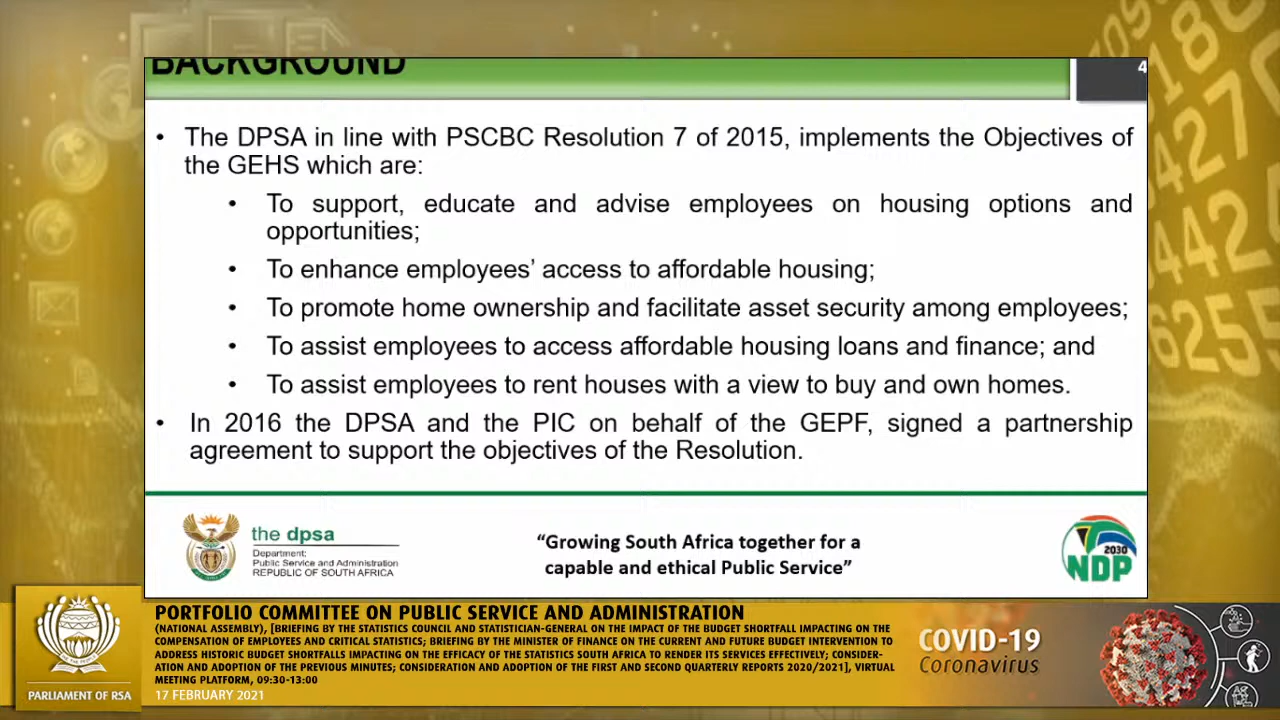 BACKGROUND
4
• The DPSA in line with PSCBC Resolution 7 of 2015, implements the Objectives of
the GEHS which are:
• To support, educate and advise employees on housing options and
opportunities;
• To enhance employees’ access to affordable housing;
• To promote home ownership and facilitate asset security among employees;
• To assist employees to access affordable housing loans and finance; and
• To assist employees to rent houses with a view to buy and own homes.
• In 2016 the DPSA and the PIC on behalf of the GEPF, signed a partnership
agreement to support the objectives of the Resolution.
the dpsa
Department:
Public Service and Administration
REPUBLIC OF SOUTH AFRICA
“Growing South Africa together for a
capable and ethical Public Service”
2030
NDP
PORTFOLIO COMMITTEE ON PUBLIC SERVICE AND ADMINISTRATION
(NATIONAL ASSEMBLY), [BRIEFING BY THE STATISTICS COUNCIL AND STATISTICIAN-GENERAL ON THE IMPACT OF THE BUDGET SHORTFALL IMPACTING ON THE
COMPENSATION OF EMPLOYEES AND CRITICAL STATISTICS; BRIEFING BY THE MINISTER OF FINANCE ON THE CURRENT AND FUTURE BUDGET INTERVENTION TO
ADDRESS HISTORIC BUDGET SHORTFALLS IMPACTING ON THE EFFICACY OF THE STATISTICS SOUTH AFRICA TO RENDER ITS SERVICES EFFECTIVELY; CONSIDER-
ATION AND ADOPTION OF THE PREVIOUS MINUTES; CONSIDERATION AND ADOPTION OF THE FIRST AND SECOND QUARTERLY REPORTS 2020/2021], VIRTUAL
MEETING PLATFORM, 09:30-13:00
17 FEBRUARY 2021
PARLIAMENT OF RSA
COVID-19
Coronavirus